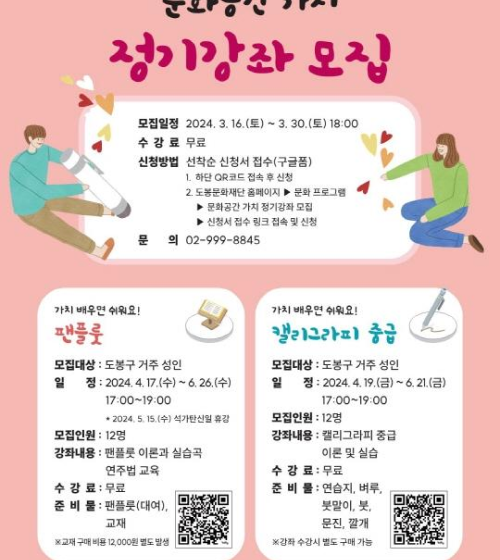 문화공간 가치
정기강좌 모집
모집일정 2024. 3. 16.(토) ~ 3. 30.(토) 18:00
수 강 료 무료
신청방법 선착순 신청서 접수(구글폼)
1. 하단 QR코드 접속 후 신청
2. 도봉문화재단 홈페이지 ▶ 문화 프로그램
▶ 문화공간 가치 정기강좌 모집
▶ 신청서 접수 링크 접속 및 신청
문 의 02-999-8845
가치 배우면 쉬워요!
팬플룻
모집대상 : 도봉구 거주 성인
일 정 : 2024. 4. 17.(수) ~ 6. 26.(수)
17:00~19:00
* 2024. 5. 15.(수) 석가탄신일 휴강
모집인원 : 12명
강좌내용 : 팬플룻 이론과 실습곡
연주법 교육
수 강 료 : 무료
준 비 물 : 팬플룻(대여),
교재
※교재 구매 비용 12,000원 별도 발생
가치 배우면 쉬워요!
캘리그라피 중급
모집대상 : 도봉구 거주 성인
일 정 : 2024. 4. 19.(금) ~ 6. 21.(금)
17:00~19:00
모집인원 : 12명
강좌내용 : 캘리그라피 중급
이론 및 실습
수 강 료 : 무료
준 비 물 : 연습지, 벼루,
붓말이, 붓,
문진, 깔개
※강좌 수강시 별도 구매 가능